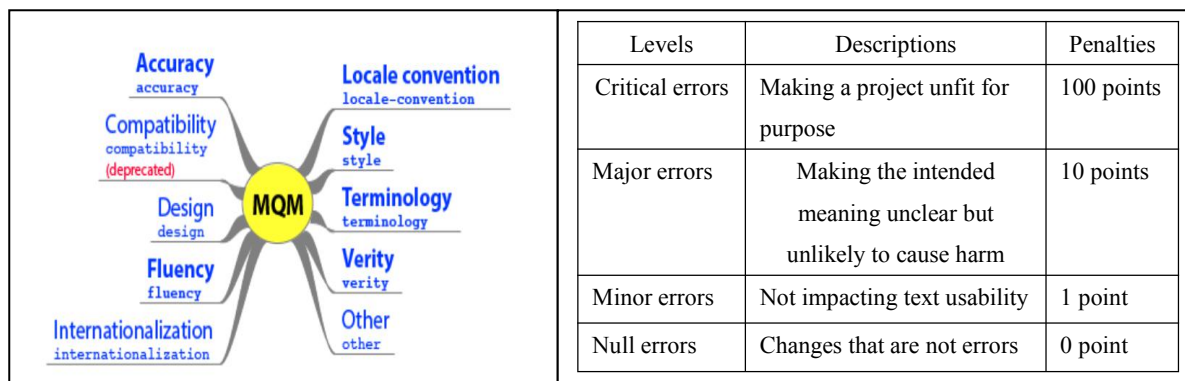 Accuracy
accuracy
Compatibility
compatibility
(deprecated)
Design
design
Fluency
fluency
Internationalization
internationalization
MQM
Locale convention
locale-convention
Style
style
Terminology
terminology
Verity
verity
Other
other
Levels Descriptions Penalties
Critical errors Making a project unfit for 100 points
purpose
Major errors Making the intended 10 points
meaning unclear but
unlikely to cause harm
Minor errors Not impacting text usability 1 point
Null errors Changes that are not errors 0 point